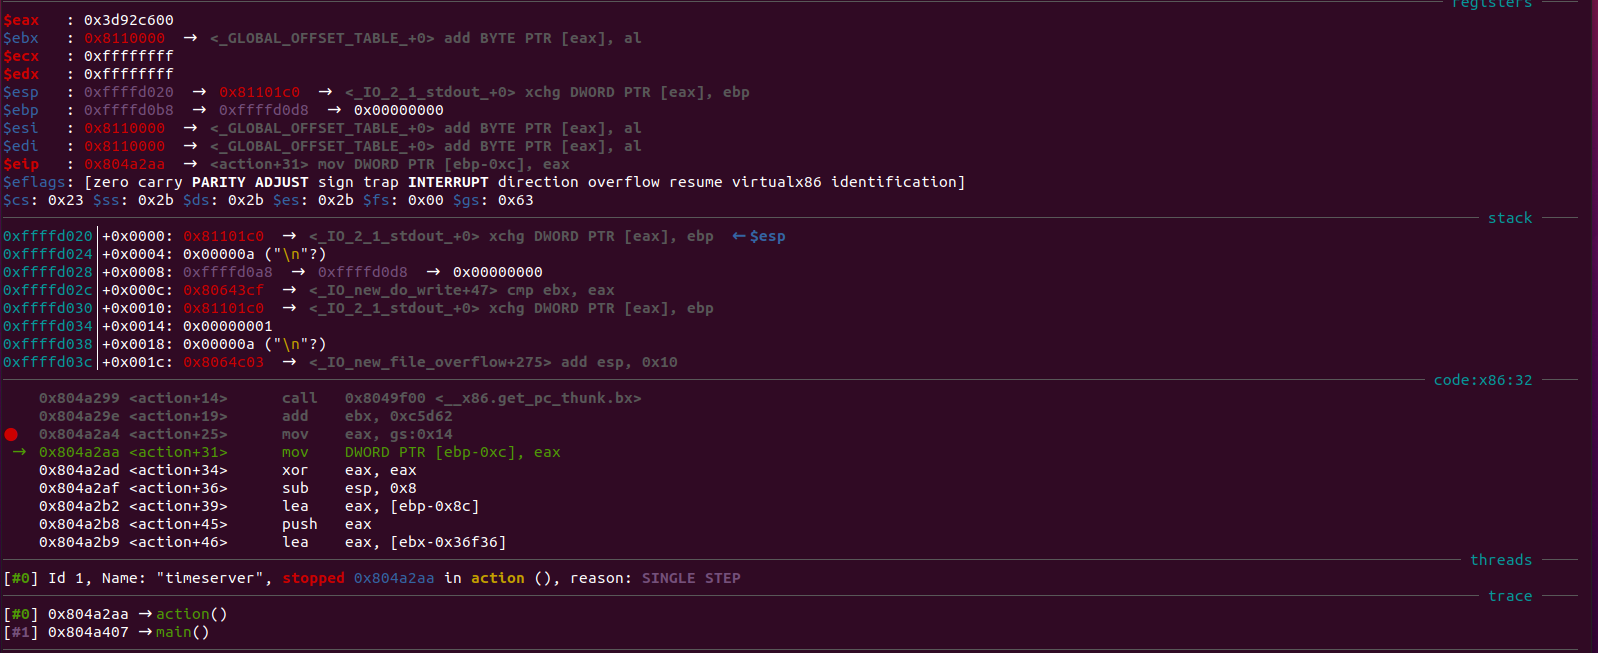 registers
$eax   : 0x3d92c600
$ebx   : 0x8110000  →  <_GLOBAL_OFFSET_TABLE_+0> add BYTE PTR [eax], al
$ecx   : 0xffffffff
$edx   : 0xffffffff
$esp   : 0xffffd020  →  0x81101c0  →  <_IO_2_1_stdout_+0> xchg DWORD PTR [eax], ebp
$ebp   : 0xffffd0b8  →  0xffffd0d8  →  0x00000000
$esi   : 0x8110000  →  <_GLOBAL_OFFSET_TABLE_+0> add BYTE PTR [eax], al
$edi   : 0x8110000  →  <_GLOBAL_OFFSET_TABLE_+0> add BYTE PTR [eax], al
$eip   : 0x804a2aa  →  <action+31> mov DWORD PTR [ebp-0xc], eax
$eflags: [zero carry PARITY ADJUST sign trap INTERRUPT direction overflow resume virtualx86 identification]
$cs: 0x23 $ss: 0x2b $ds: 0x2b $es: 0x2b $fs: 0x00 $gs: 0x63
stack
0xffffd020│+0x0000: 0x81101c0  →  <_IO_2_1_stdout_+0> xchg DWORD PTR [eax], ebp  ←$esp
0xffffd024│+0x0004: 0x00000a ("\n"?)
0xffffd028│+0x0008: 0xffffd0a8  →  0xffffd0d8  →  0x00000000
0xffffd02c│+0x000c: 0x80643cf  →  <_IO_new_do_write+47> cmp ebx, eax
0xffffd030│+0x0010: 0x81101c0  →  <_IO_2_1_stdout_+0> xchg DWORD PTR [eax], ebp
0xffffd034│+0x0014: 0x00000001
0xffffd038│+0x0018: 0x00000a ("\n"?)
0xffffd03c│+0x001c: 0x8064c03  →  <_IO_new_file_overflow+275> add esp, 0x10
code:x86:32
0x804a299 <action+14>      call   0x8049f00 <__x86.get_pc_thunk.bx>
0x804a29e <action+19>      add    ebx, 0xc5d62
0x804a2a4 <action+25>      mov    eax, gs:0x14
→ 0x804a2aa <action+31>      mov    DWORD PTR [ebp-0xc], eax
0x804a2ad <action+34>      xor    eax, eax
0x804a2af <action+36>      sub    esp, 0x8
0x804a2b2 <action+39>      lea    eax, [ebp-0x8c]
0x804a2b8 <action+45>      push   eax
0x804a2b9 <action+46>      lea    eax, [ebx-0x36f36]
threads
[#0] Id 1, Name: "timeserver", stopped 0x804a2aa in action (), reason: SINGLE STEP
trace
[#0] 0x804a2aa →action()
[#1] 0x804a407 →main()